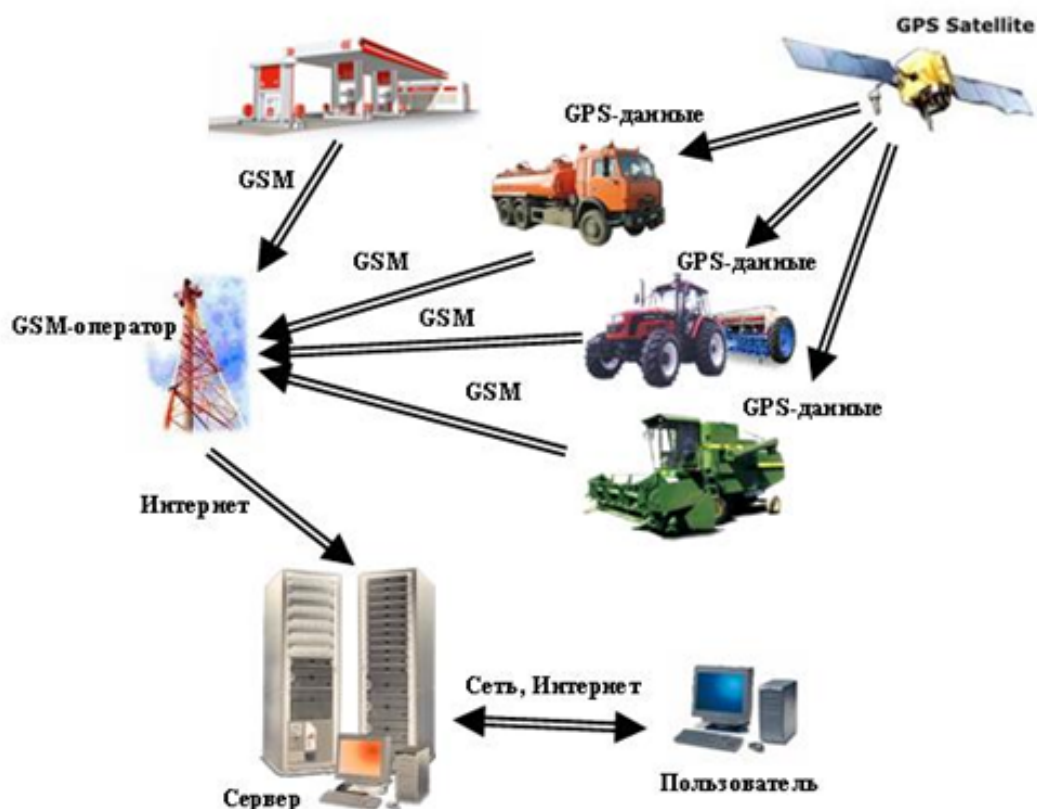 GPS Satellite
GPS-данные
GSM
GSM
GPS-данные
GSM-оператор
GSM
GSM
GPS-данные
Интернет
Сеть, Интернет
Сервер
Пользователь